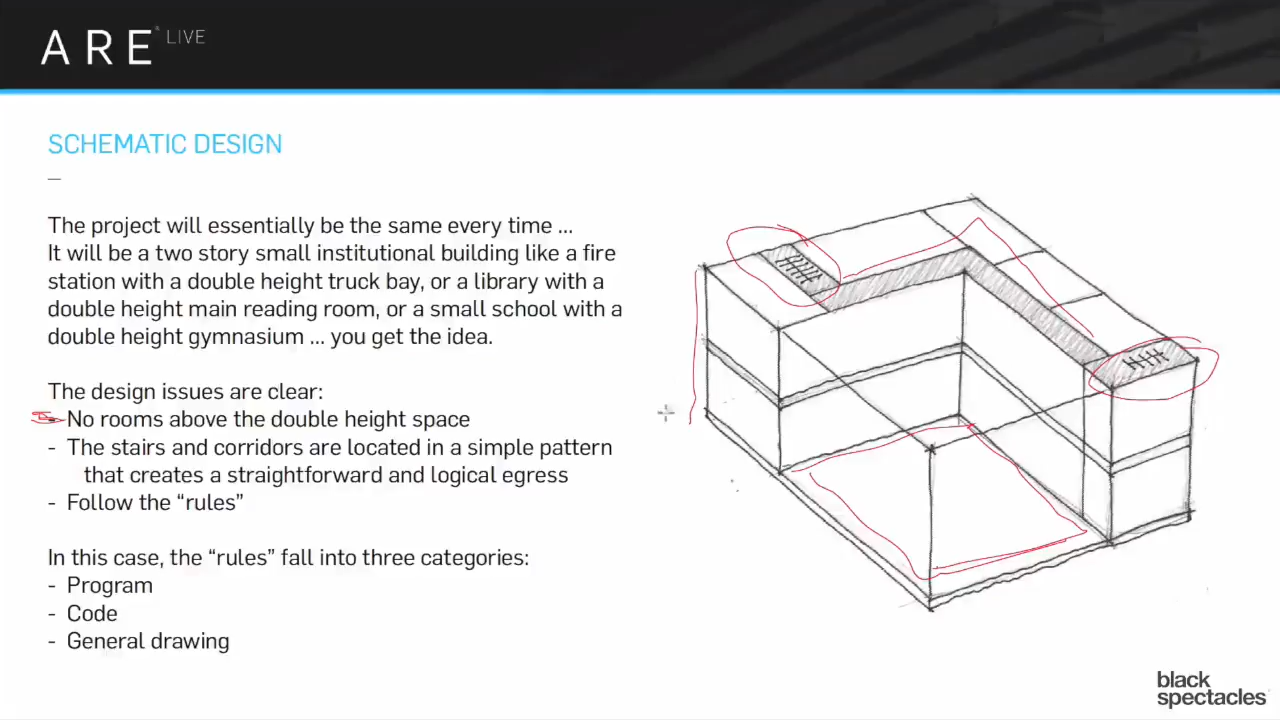 ARE® LIVE
SCHEMATIC DESIGN
The project will essentially be the same every time ...
It will be a two story small institutional building like a fire
station with a double height truck bay, or a library with a
double height main reading room, or a small school with a
double height gymnasium ... you get the idea.
The design issues are clear:
- No rooms above the double height space
- The stairs and corridors are located in a simple pattern
that creates a straightforward and logical egress
- Follow the “rules”
In this case, the “rules” fall into three categories:
- Program
- Code
- General drawing
black
spectacles